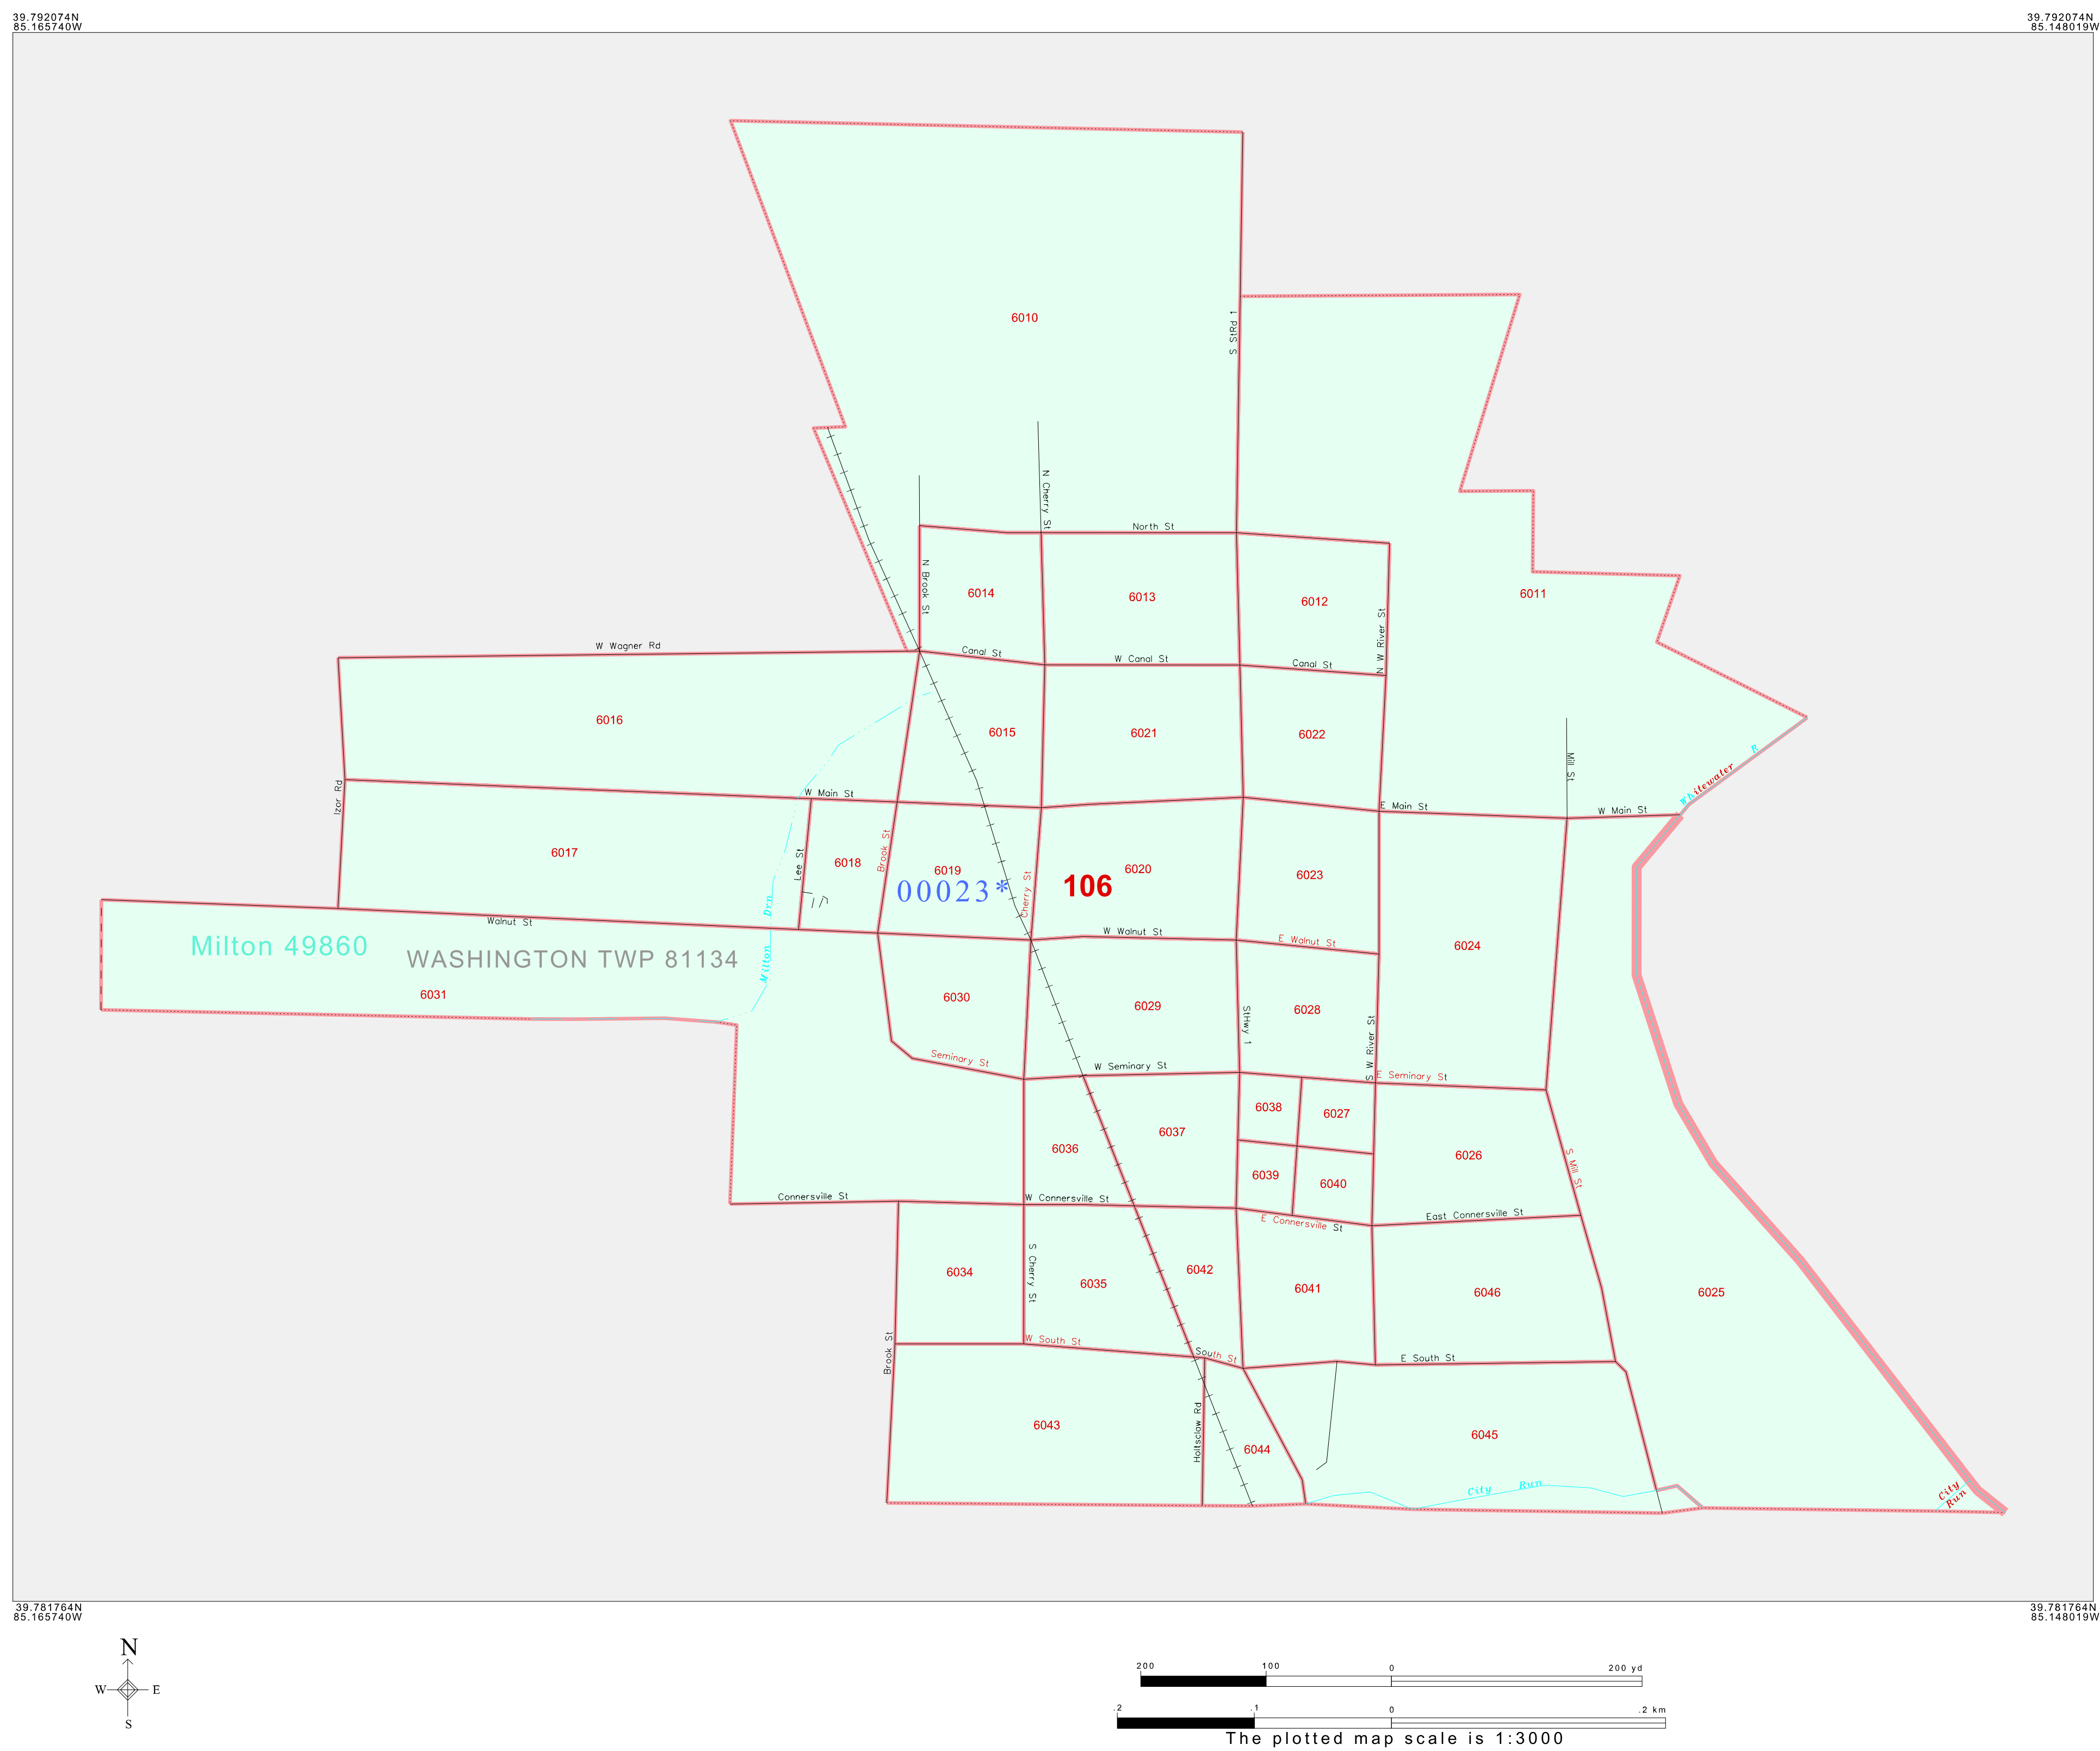 39.792074N
85.165740W
39.792074N
85.148019W
6010
S StRd 1
N Cherry St
North St
N Brook St
6014
6013
6012
N W River St
6011
W Wagner Rd
Canal St
W Canal St
Canal St
6016
6015
6021
6022
Mill St
Whitewater R
Izor Rd
W Main St
E Main St
W Main St
6017
Lee St
6018
Brook St
6019
00023*
Cherry St
106
6020
6023
Walnut St
W Walnut St
E Walnut St
Milton 49860
WASHINGTON TWP 81134
Milton Drn
6024
6031
6030
6029
StHwy 1
6028
S W River St
Seminary St
W Seminary St
E Seminary St
6038
6027
6036
6037
6026
S Mill St
6039
6040
Connersville St
W Connersville St
E Connersville St
East Connersville St
6034
S Cherry St
6035
6042
6041
6046
6025
Brook St
W South St
South St
E South St
6043
Holtsclaw Rd
6044
6045
City Run
City Run
39.781764N
85.165740W
39.781764N
85.148019W
N
W E
S
200 100 0 200 yd
.2 .1 0 .2 km
The plotted map scale is 1:3000